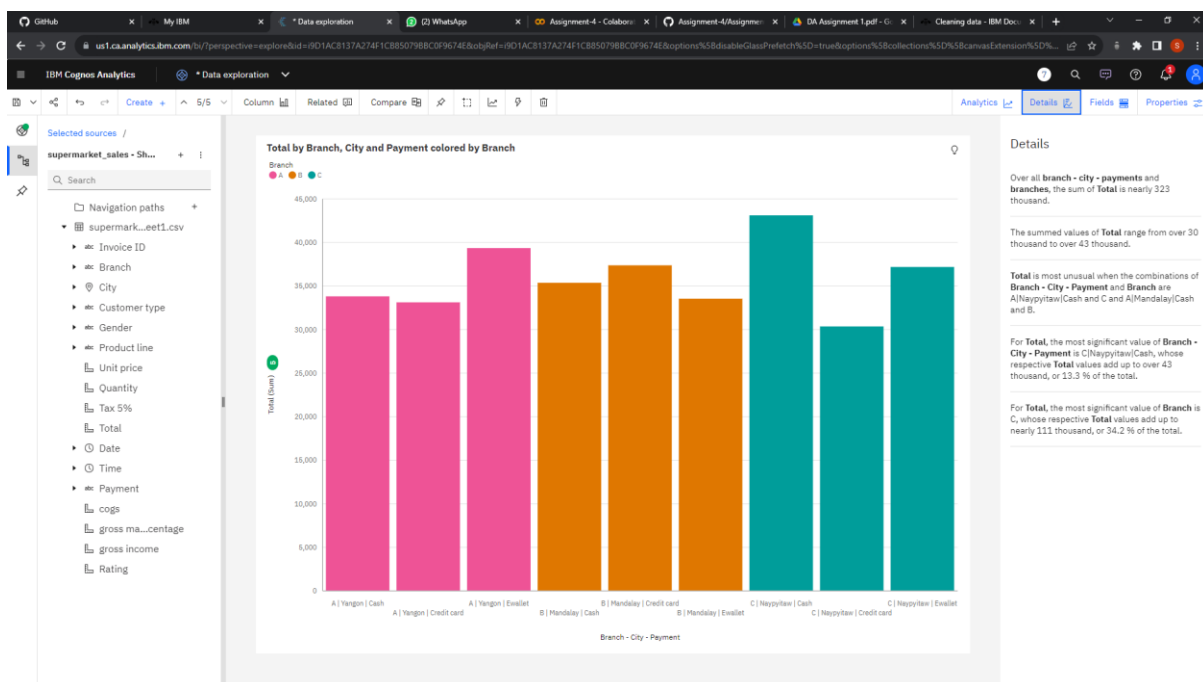 GitHub
My IBM
* Data exploration
(2) WhatsApp
Assignment-4 - Colaborat
Assignment-4/Assignmen
DA Assignment 1.pdf - Go
Cleaning data - IBM Docu
us1.ca.analytics.ibm.com/bi/?perspective=explore&id=i9D1AC8137A274F1CB85079BBC0F9674E&objRef=i9D1AC8137A274F1CB85079BBC0F9674E&options%5BdisableGlassPrefetch%5D=true&options%5Bcollections%5D%5BcanvasExtension%5D%...
S
IBM Cognos Analytics
* Data exploration
Create +
5/5
Column
Related
Compare
Analytics
Details
Fields
Properties
Selected sources /
supermarket_sales - Sh...
Search
Navigation paths
supermark...eet1.csv
abc Invoice ID
abc Branch
City
abc Customer type
abc Gender
abc Product line
Unit price
Quantity
Tax 5%
Total
Date
Time
abc Payment
cogs
gross ma...centage
gross income
Rating
Total by Branch, City and Payment colored by Branch
Branch
A B C
45,000
40,000
35,000
30,000
25,000
20,000
15,000
10,000
5,000
0
Total (Sum)
A | Yangon | Cash
A | Yangon | Credit card
A | Yangon | Ewallet
B | Mandalay | Cash
B | Mandalay | Credit card
B | Mandalay | Ewallet
C | Naypyitaw | Cash
C | Naypyitaw | Credit card
C | Naypyitaw | Ewallet
Branch - City - Payment
Details
Over all branch - city - payments and
branches, the sum of Total is nearly 323
thousand.
The summed values of Total range from over 30
thousand to over 43 thousand.
Total is most unusual when the combinations of
Branch - City - Payment and Branch are
A|Naypyitaw|Cash and C and A|Mandalay|Cash
and B.
For Total, the most significant value of Branch -
City - Payment is C|Naypyitaw|Cash, whose
respective Total values add up to over 43
thousand, or 13.3 % of the total.
For Total, the most significant value of Branch is
C, whose respective Total values add up to
nearly 111 thousand, or 34.2 % of the total.